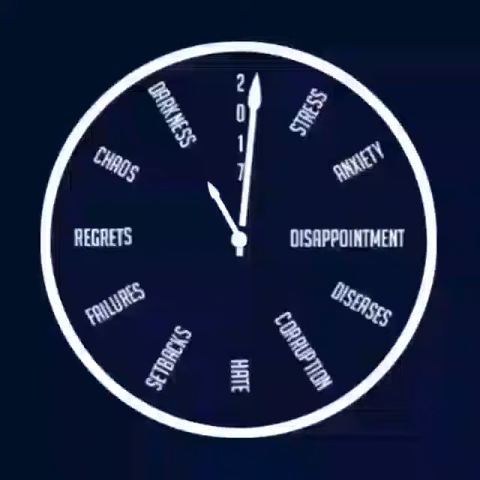 2017
STRESS
ANXIETY
DISAPPOINTMENT
DISEASES
CORRUPTION
HATE
SETBACKS
FAILURES
REGRETS
CHAOS
DARKNESS